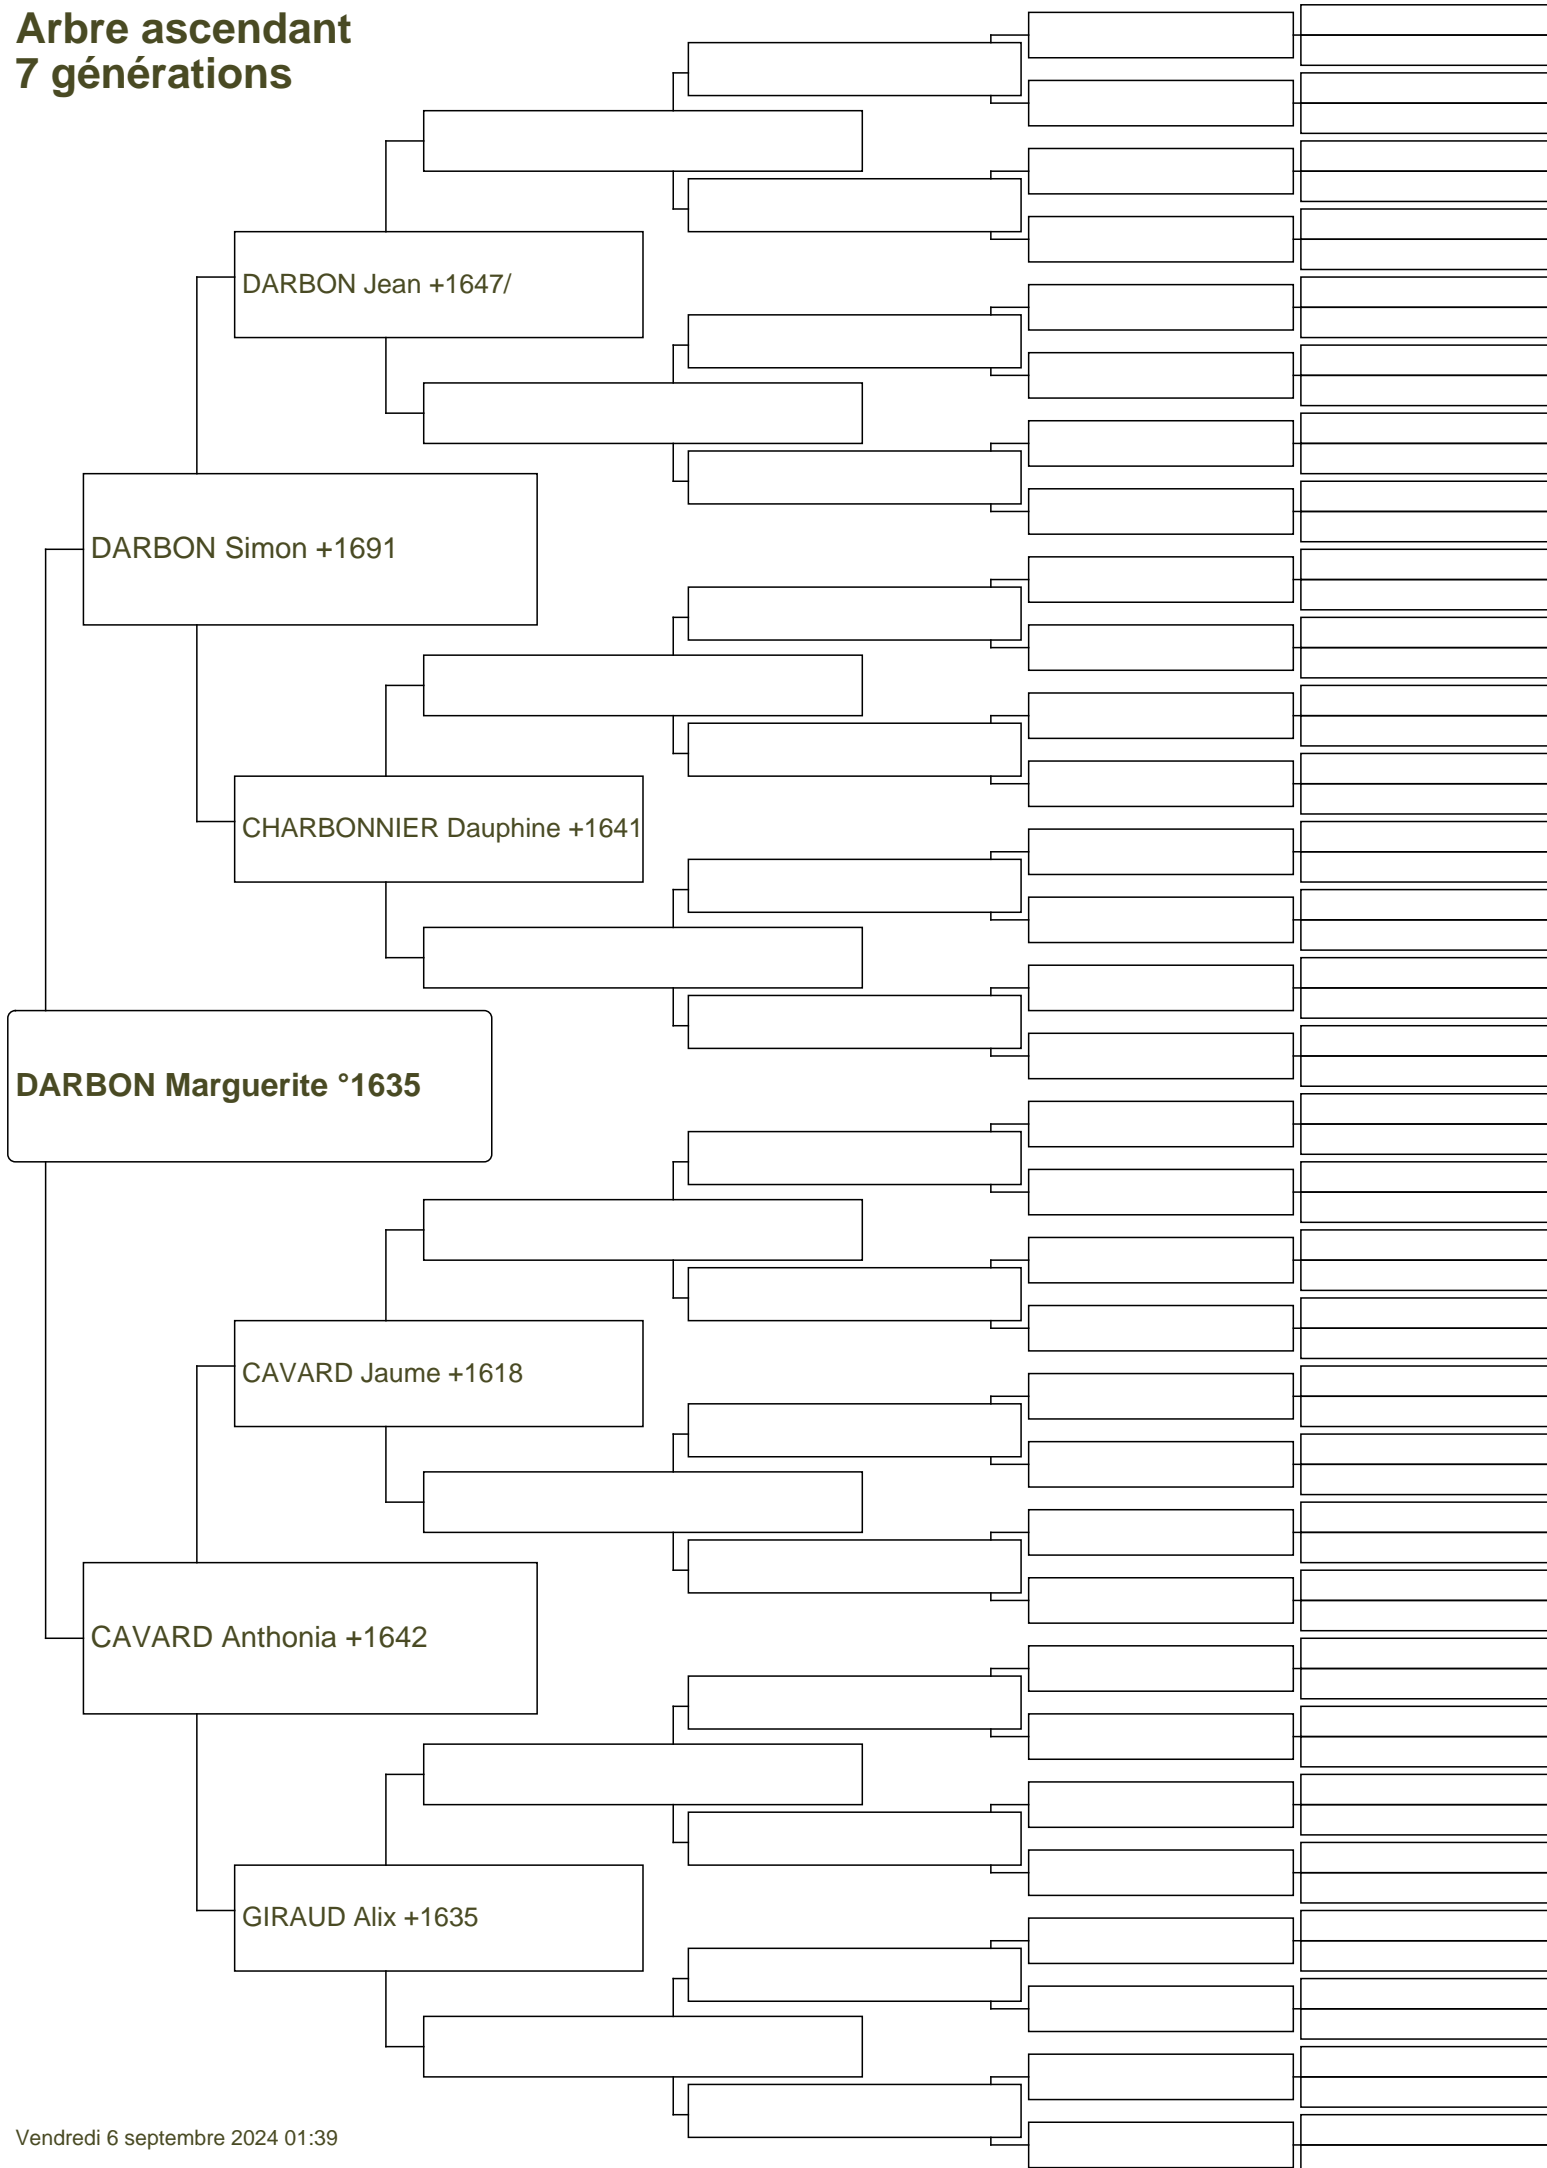 Arbre ascendant
7 générations
DARBON Jean +1647/
DARBON Simon +1691
CHARBONNIER Dauphine +1641
DARBON Marguerite °1635
CAVARD Jaume +1618
CAVARD Anthonia +1642
GIRAUD Alix +1635
Vendredi 6 septembre 2024 01:39